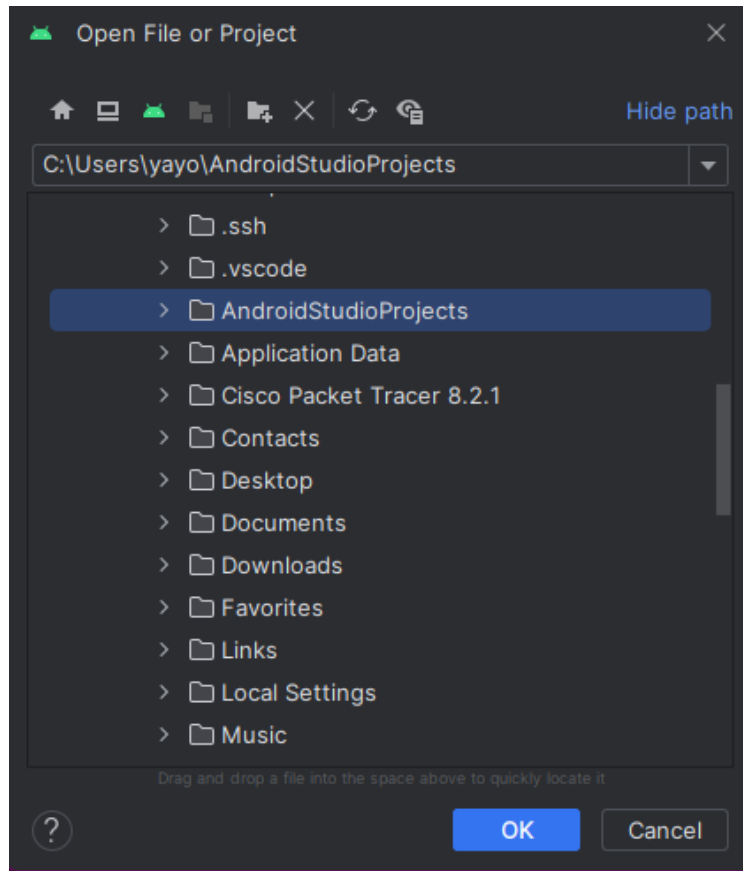 Open File or Project
Hide path
C:\Users\yayo\AndroidStudioProjects
.ssh
.vscode
AndroidStudioProjects
Application Data
Cisco Packet Tracer 8.2.1
Contacts
Desktop
Documents
Downloads
Favorites
Links
Local Settings
Music
Drag and drop a file into the space above to quickly locate it
?
OK
Cancel